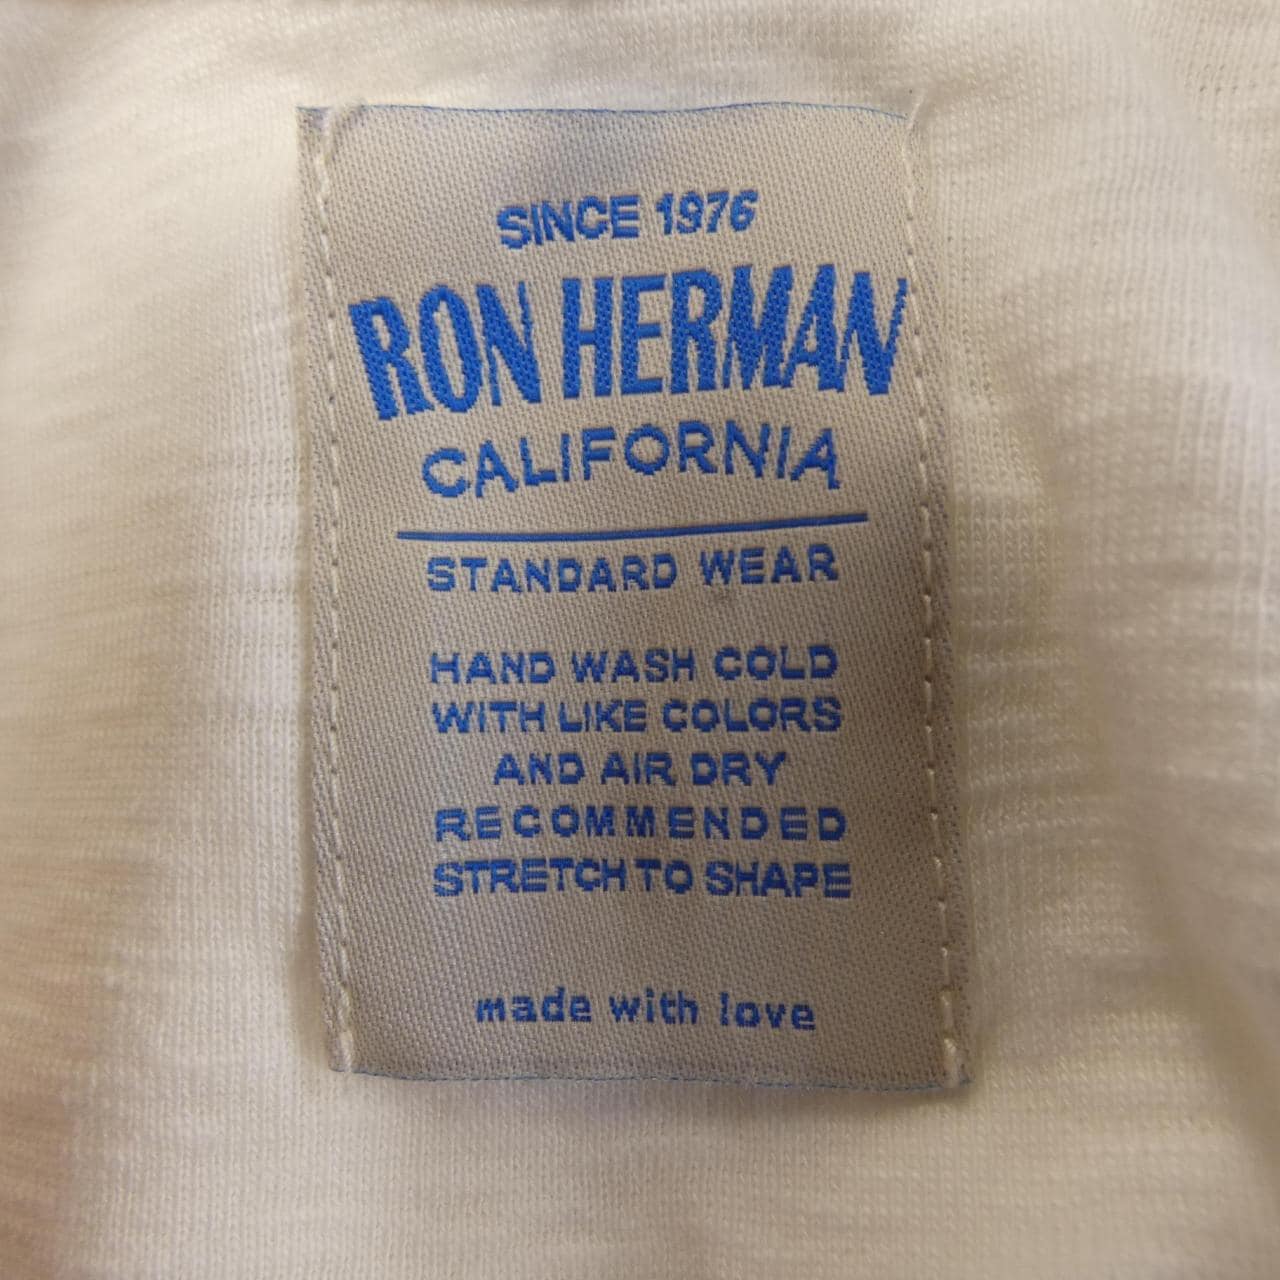 SINCE 1976
RON HERMAN
CALIFORNIA
STANDARD WEAR
HAND WASH COLD
WITH LIKE COLORS
AND AIR DRY
RECOMMENDED
STRETCH TO SHAPE
made with love